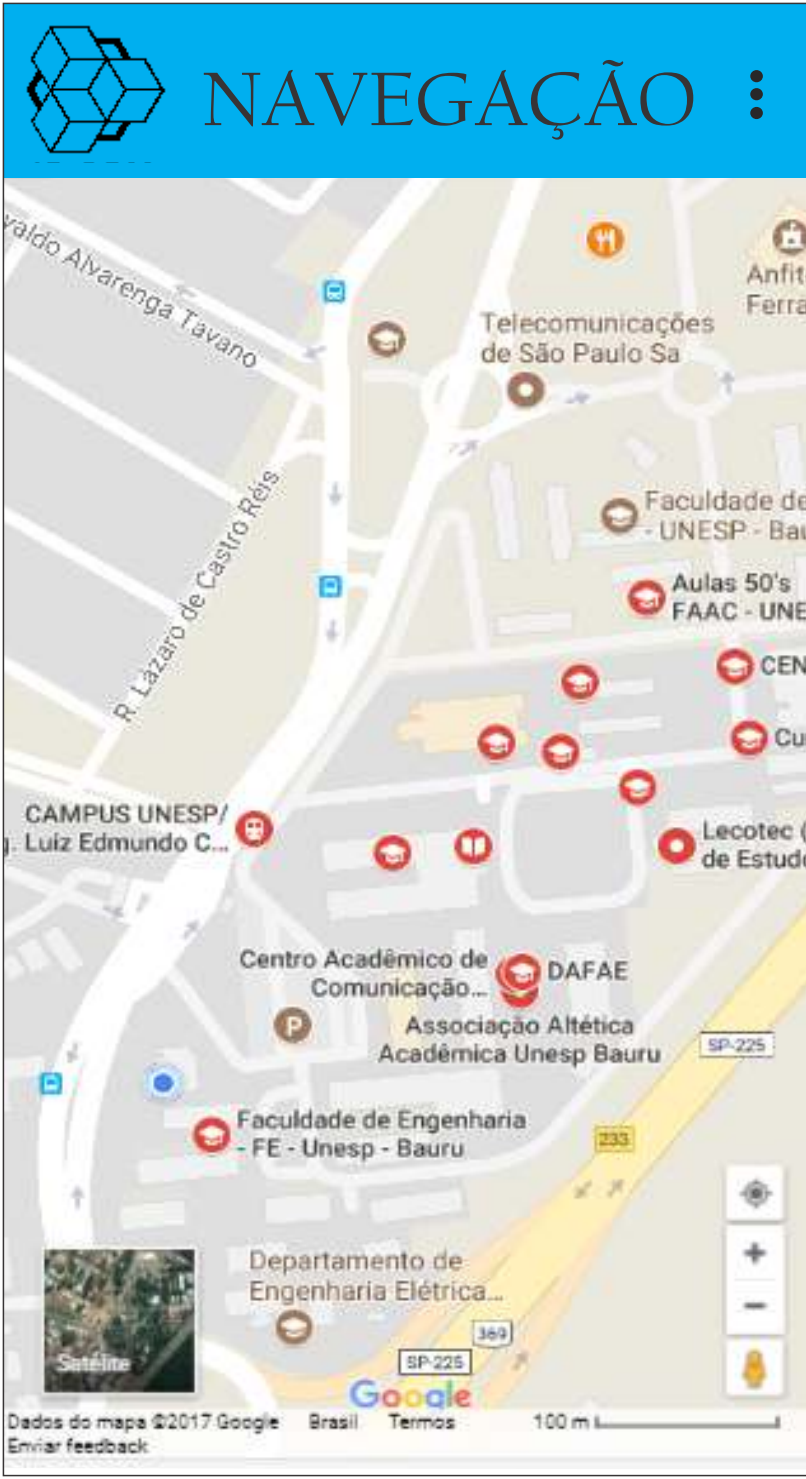 NAVEGAÇÃO
valdo Alvarenga Tavano
Anfit
Ferra
Telecomunicações
de São Paulo Sa
R. Lázaro de Castro Réis
Faculdade de
- UNESP - Bau
Aulas 50's
FAAC - UNE
CEN
Cu
CAMPUS UNESP/
g. Luiz Edmundo C...
Lecotec (
de Estud
Centro Acadêmico de
Comunicação...
DAFAE
P
Associação Altética
Acadêmica Unesp Bauru
SP-225
Faculdade de Engenharia
- FE - Unesp - Bauru
233
Departamento de
Engenharia Elétrica...
369
Satélite
SP-225
Google
Dados do mapa ©2017 Google Brasil Termos 100 m
Enviar feedback